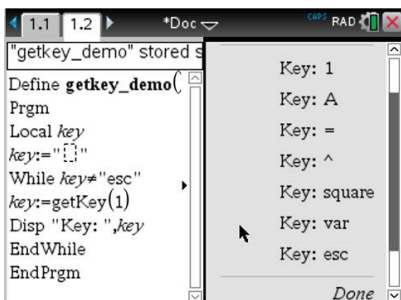 1.1 1.2 *Doc CAPS RAD
"getkey_demo" stored s
Define getkey_demo(
Prgm
Local key
key:=" "
While key≠"esc"
key:=getKey(1)
Disp "Key: ",key
EndWhile
EndPrgm
Key: 1
Key: A
Key: =
Key: ^
Key: square
Key: var
Key: esc
Done